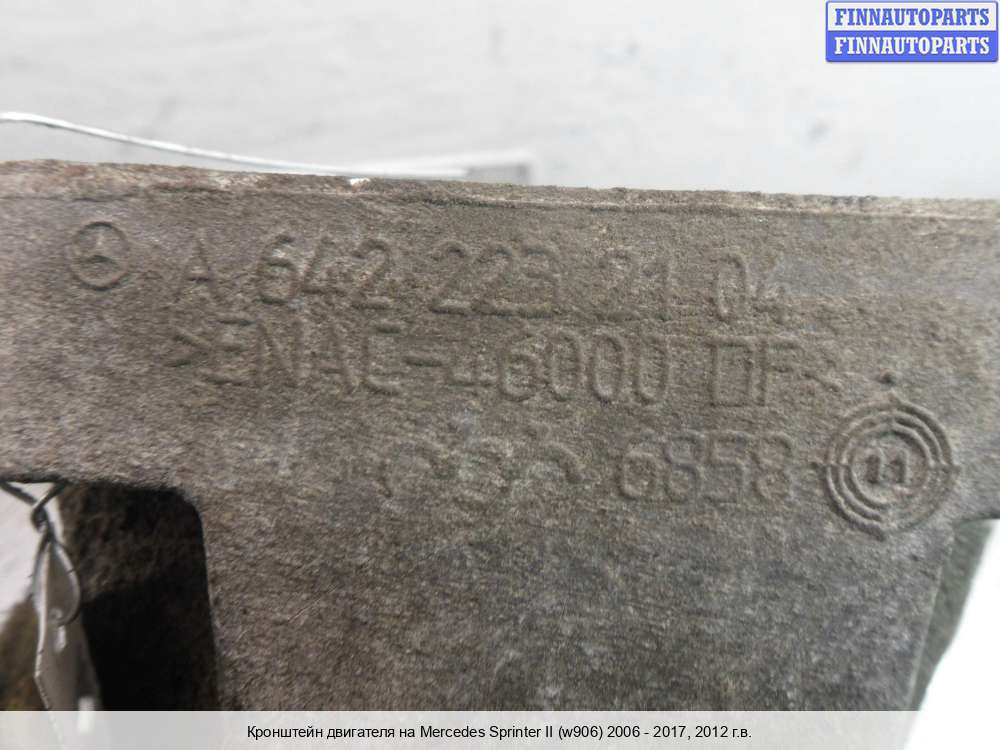 FINNAUTOPARTS
FINNAUTOPARTS
A 642 223 21 04
>ENAC-46000 DF<
6858
11
Кронштейн двигателя на Mercedes Sprinter II (w906) 2006 - 2017, 2012 г.в.